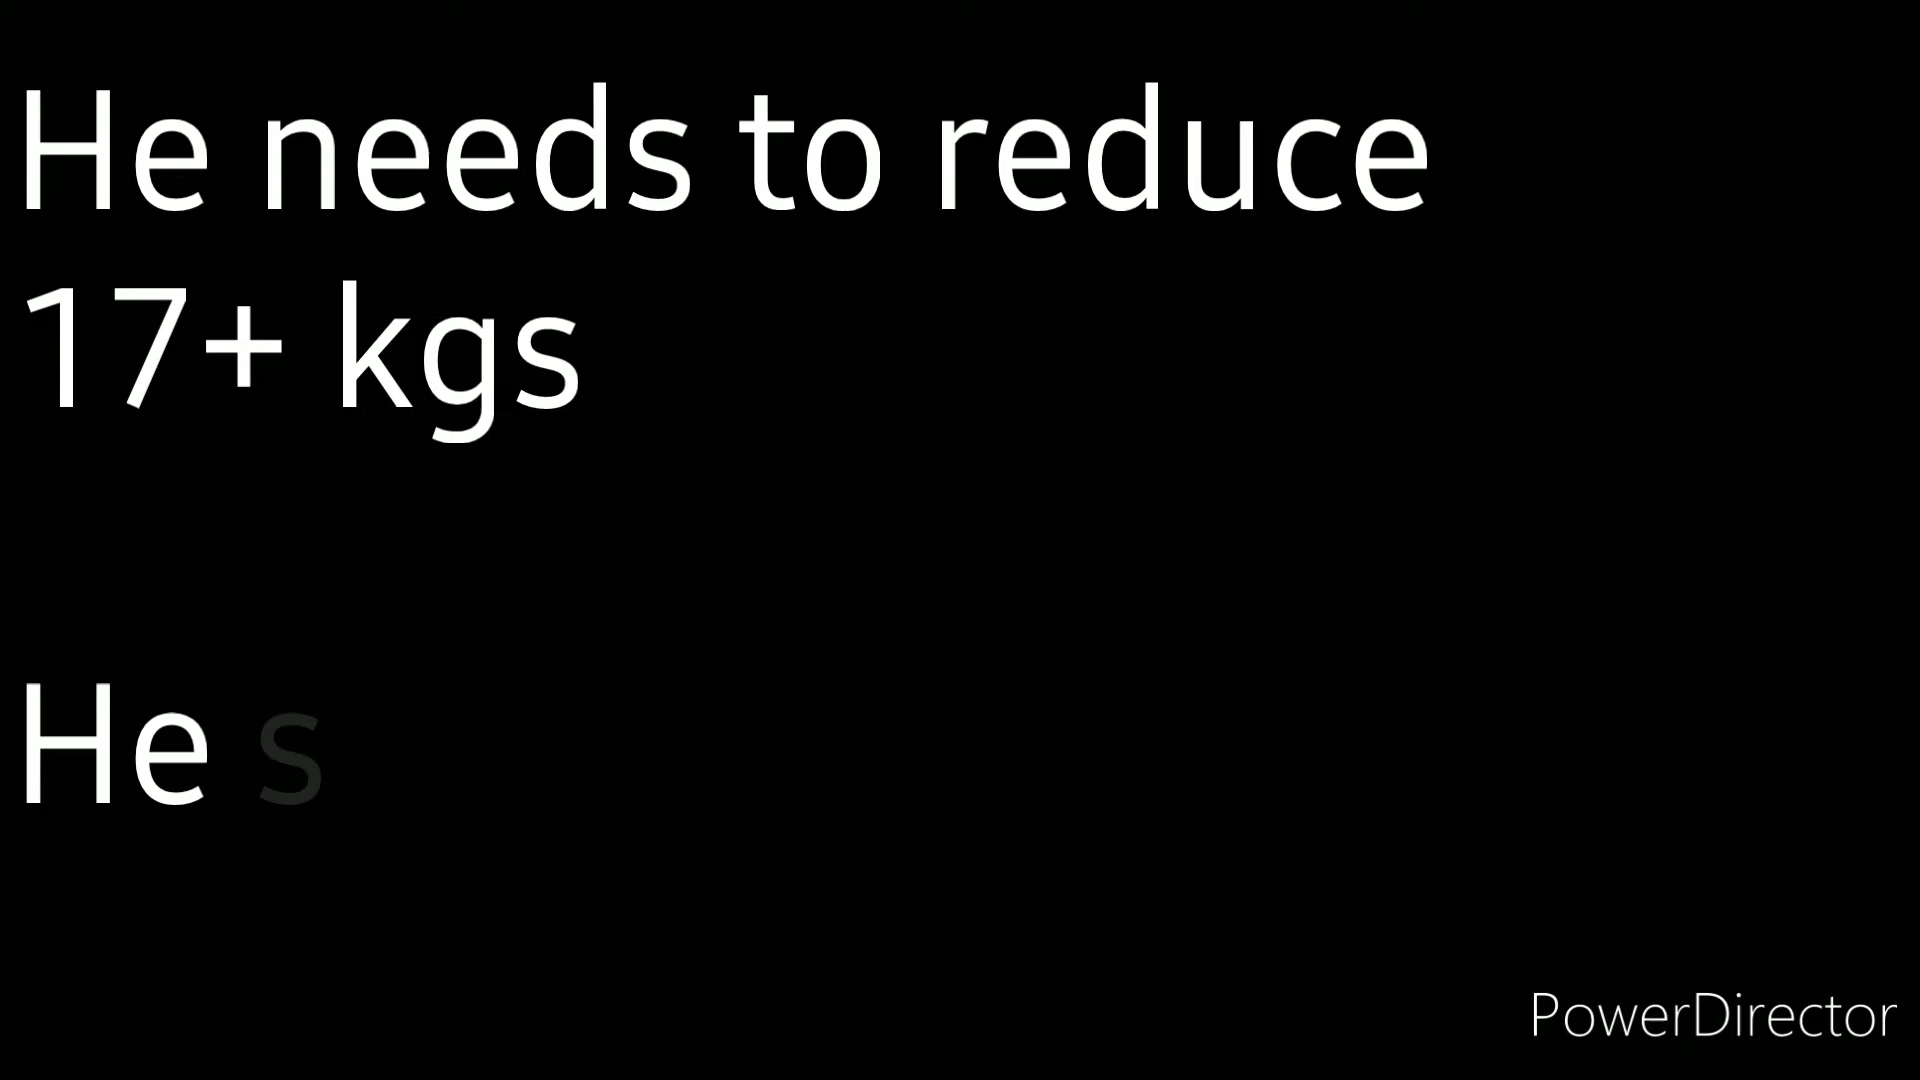 He needs to reduce
17+ kgs
He s
PowerDirector